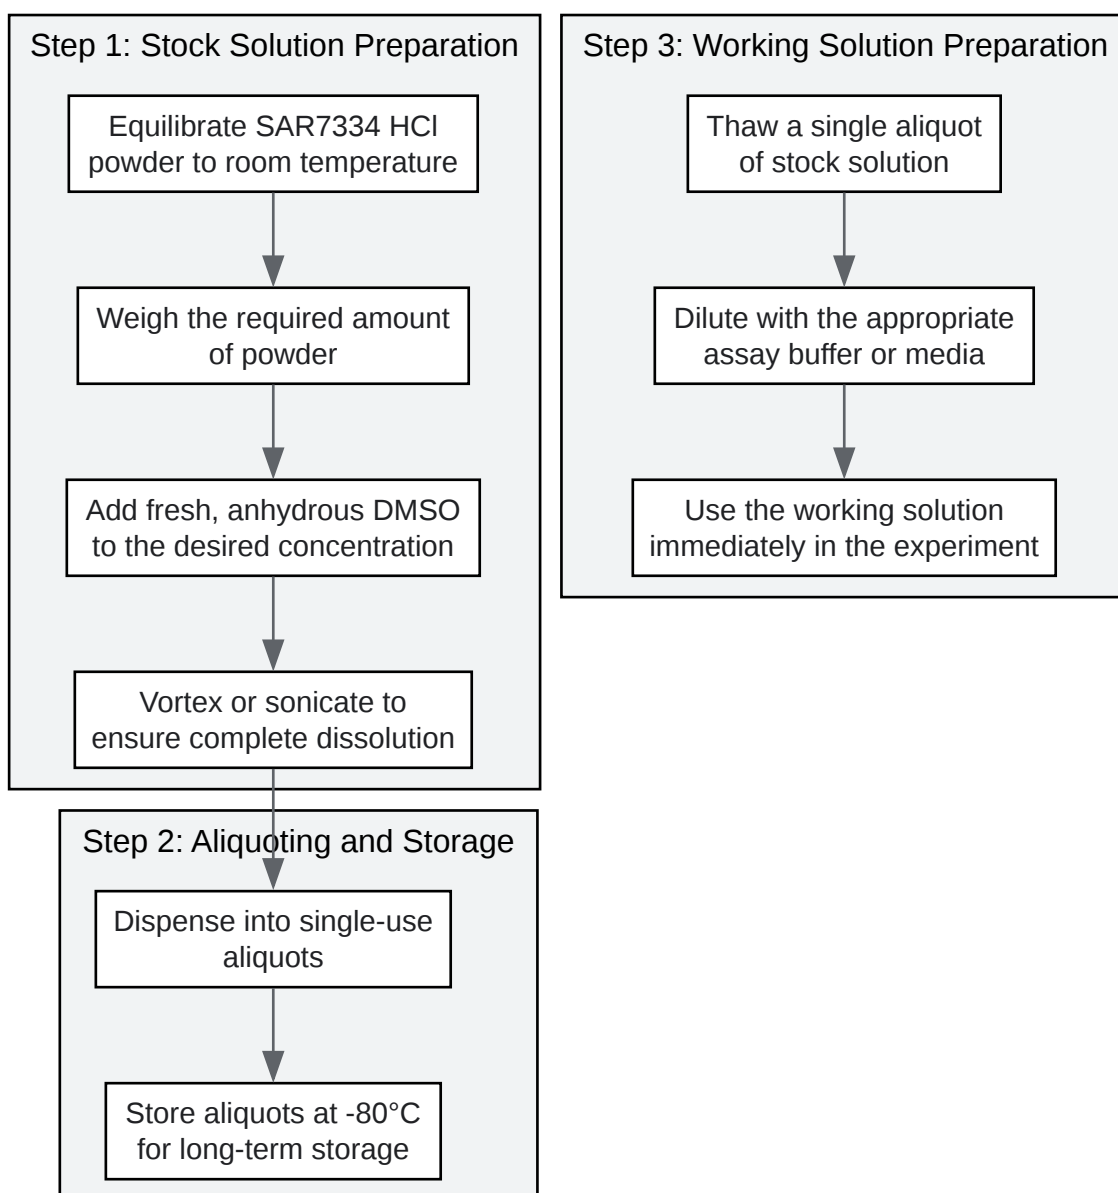 Step 1: Stock Solution Preparation
Equilibrate SAR7334 HCl
powder to room temperature
Weigh the required amount
of powder
Add fresh, anhydrous DMSO
to the desired concentration
Vortex or sonicate to
ensure complete dissolution
Step 2: Aliquoting and Storage
Dispense into single-use
aliquots
Store aliquots at -80°C
for long-term storage
Step 3: Working Solution Preparation
Thaw a single aliquot
of stock solution
Dilute with the appropriate
assay buffer or media
Use the working solution
immediately in the experiment